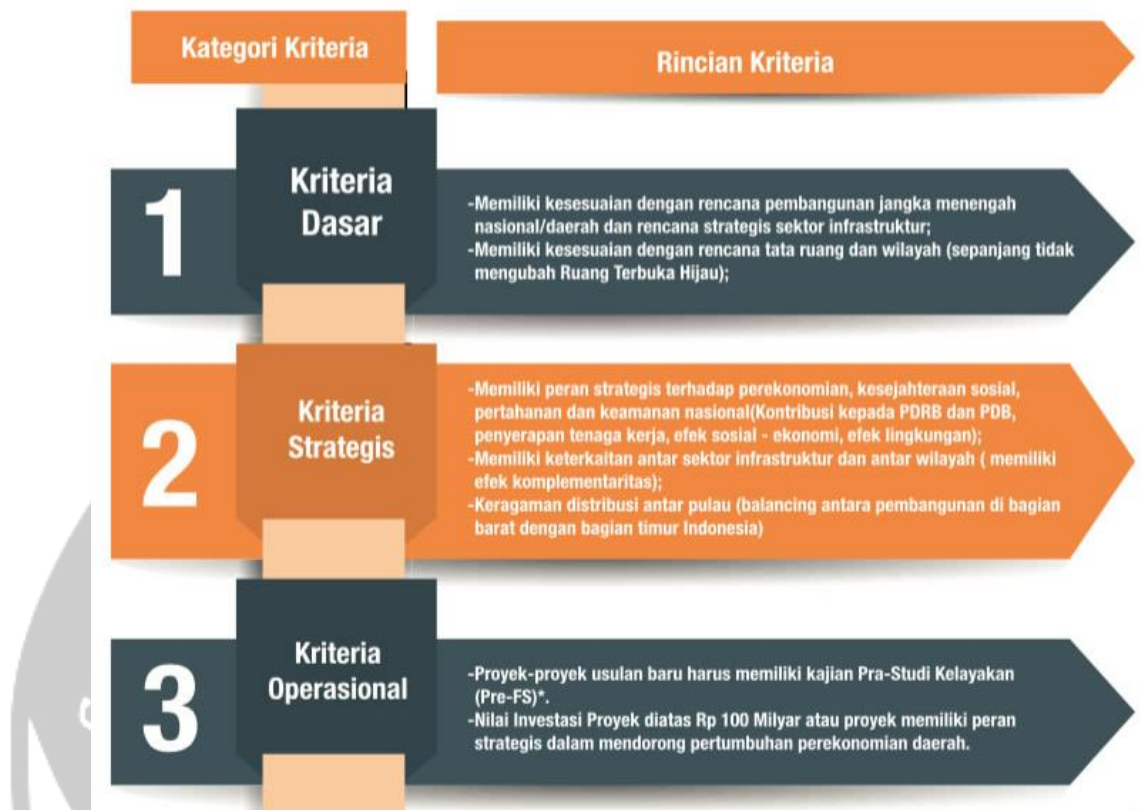 Kategori Kriteria
Rincian Kriteria
1
Kriteria
Dasar
-Memiliki kesesuaian dengan rencana pembangunan jangka menengah
nasional/daerah dan rencana strategis sektor infrastruktur;
-Memiliki kesesuaian dengan rencana tata ruang dan wilayah (sepanjang tidak
mengubah Ruang Terbuka Hijau);
2
Kriteria
Strategis
-Memiliki peran strategis terhadap perekonomian, kesejahteraan sosial,
pertahanan dan keamanan nasional(Kontribusi kepada PDRB dan PDB,
penyerapan tenaga kerja, efek sosial - ekonomi, efek lingkungan);
-Memiliki keterkaitan antar sektor infrastruktur dan antar wilayah ( memiliki
efek komplementaritas);
-Keragaman distribusi antar pulau (balancing antara pembangunan di bagian
barat dengan bagian timur Indonesia)
3
Kriteria
Operasional
-Proyek-proyek usulan baru harus memiliki kajian Pra-Studi Kelayakan
(Pre-FS)*.
-Nilai Investasi Proyek diatas Rp 100 Milyar atau proyek memiliki peran
strategis dalam mendorong pertumbuhan perekonomian daerah.